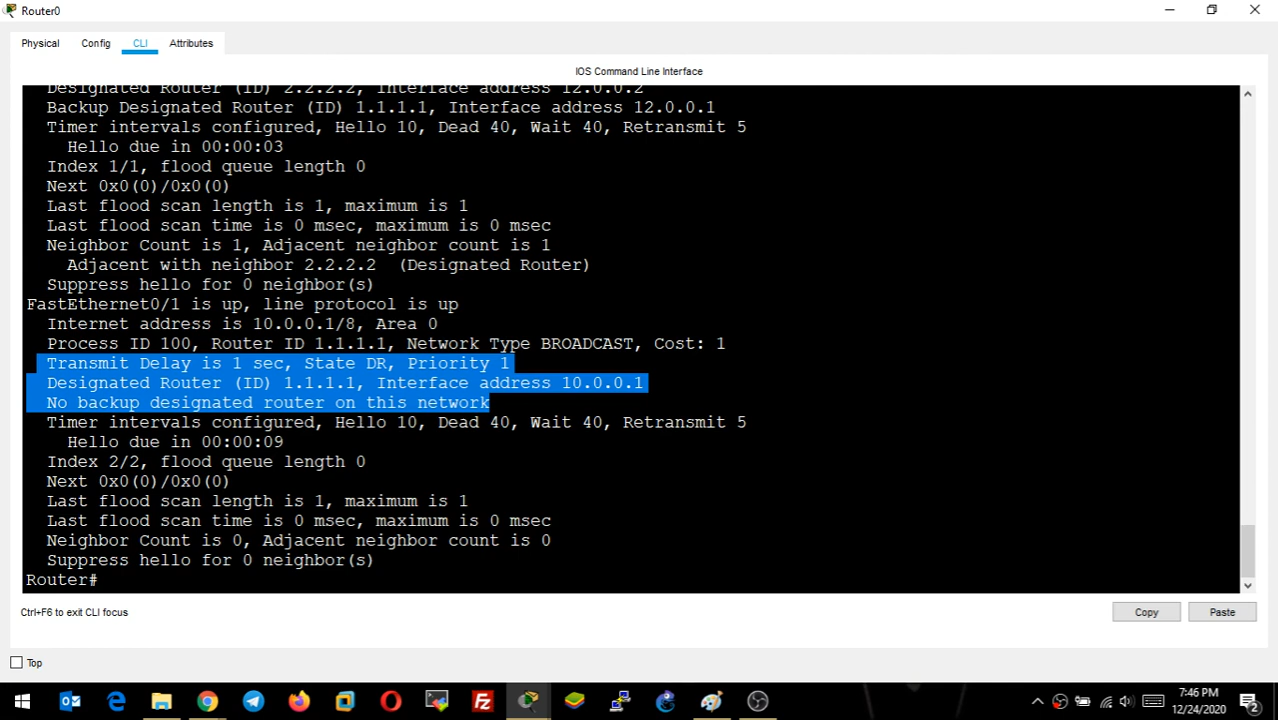 Router0
Physical Config CLI Attributes
IOS Command Line Interface
Designated Router (ID) 2.2.2.2, Interface address 12.0.0.2
Backup Designated Router (ID) 1.1.1.1, Interface address 12.0.0.1
Timer intervals configured, Hello 10, Dead 40, Wait 40, Retransmit 5
Hello due in 00:00:03
Index 1/1, flood queue length 0
Next 0x0(0)/0x0(0)
Last flood scan length is 1, maximum is 1
Last flood scan time is 0 msec, maximum is 0 msec
Neighbor Count is 1, Adjacent neighbor count is 1
Adjacent with neighbor 2.2.2.2 (Designated Router)
Suppress hello for 0 neighbor(s)
FastEthernet0/1 is up, line protocol is up
Internet address is 10.0.0.1/8, Area 0
Process ID 100, Router ID 1.1.1.1, Network Type BROADCAST, Cost: 1
Transmit Delay is 1 sec, State DR, Priority 1
Designated Router (ID) 1.1.1.1, Interface address 10.0.0.1
No backup designated router on this network
Timer intervals configured, Hello 10, Dead 40, Wait 40, Retransmit 5
Hello due in 00:00:09
Index 2/2, flood queue length 0
Next 0x0(0)/0x0(0)
Last flood scan length is 1, maximum is 1
Last flood scan time is 0 msec, maximum is 0 msec
Neighbor Count is 0, Adjacent neighbor count is 0
Suppress hello for 0 neighbor(s)
Router#
Ctrl+F6 to exit CLI focus
Copy Paste
Top
7:46 PM
12/24/2020
2